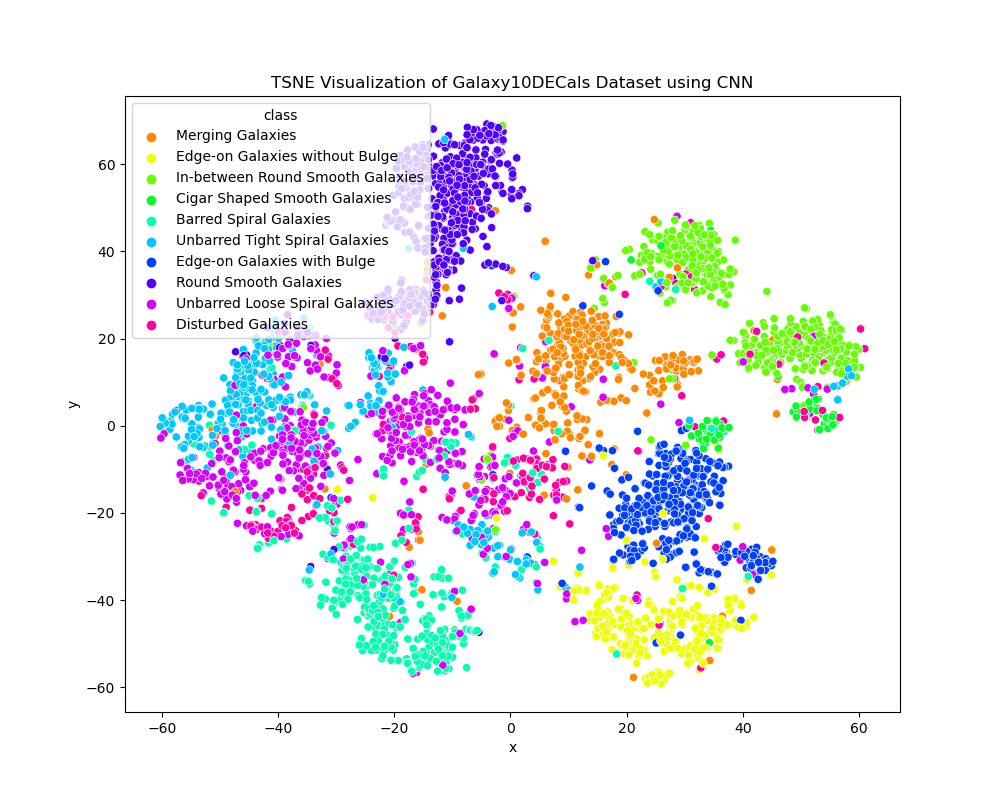 TSNE Visualization of Galaxy10DECals Dataset using CNN
class
Merging Galaxies
Edge-on Galaxies without Bulge
In-between Round Smooth Galaxies
Cigar Shaped Smooth Galaxies
Barred Spiral Galaxies
Unbarred Tight Spiral Galaxies
Edge-on Galaxies with Bulge
Round Smooth Galaxies
Unbarred Loose Spiral Galaxies
Disturbed Galaxies
60
40
20
0
−20
−40
−60
y
−60 −40 −20 0 20 40 60
x